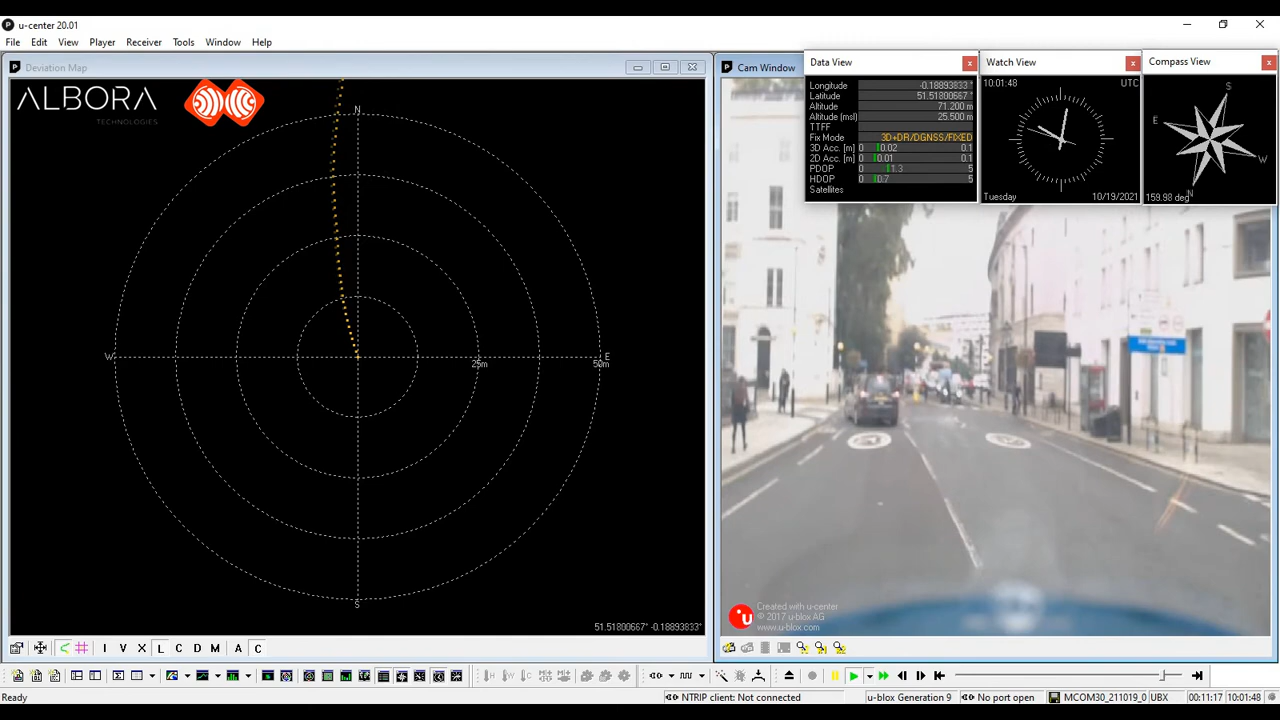 u-center 20.01
File Edit View Player Receiver Tools Window Help
Deviation Map
ALBORA
TECHNOLOGIES
N
W
E
25m
50m
S
51.51800667° -0.18893833°
I V X L C D M A C
Cam Window
Data View
Longitude -0.18893833 °
Latitude 51.51800667 °
Altitude 71.200 m
Altitude (msl) 25.500 m
TTFF
Fix Mode 3D+DR/DGNSS/FIXED
3D Acc. [m] 0 0.02 0.1
2D Acc. [m] 0 0.01 0.1
PDOP 0 1.3 5
HDOP 0 0.7 5
Satellites
Watch View
10:01:48 UTC
Tuesday 10/19/2021
Compass View
S
E
W
N
159.98 deg
Created with u-center
© 2017 u-blox AG
www.u-blox.com
Ready
NTRIP client: Not connected
u-blox Generation 9
No port open
MCOM30_211019_0
UBX
00:11:17
10:01:48